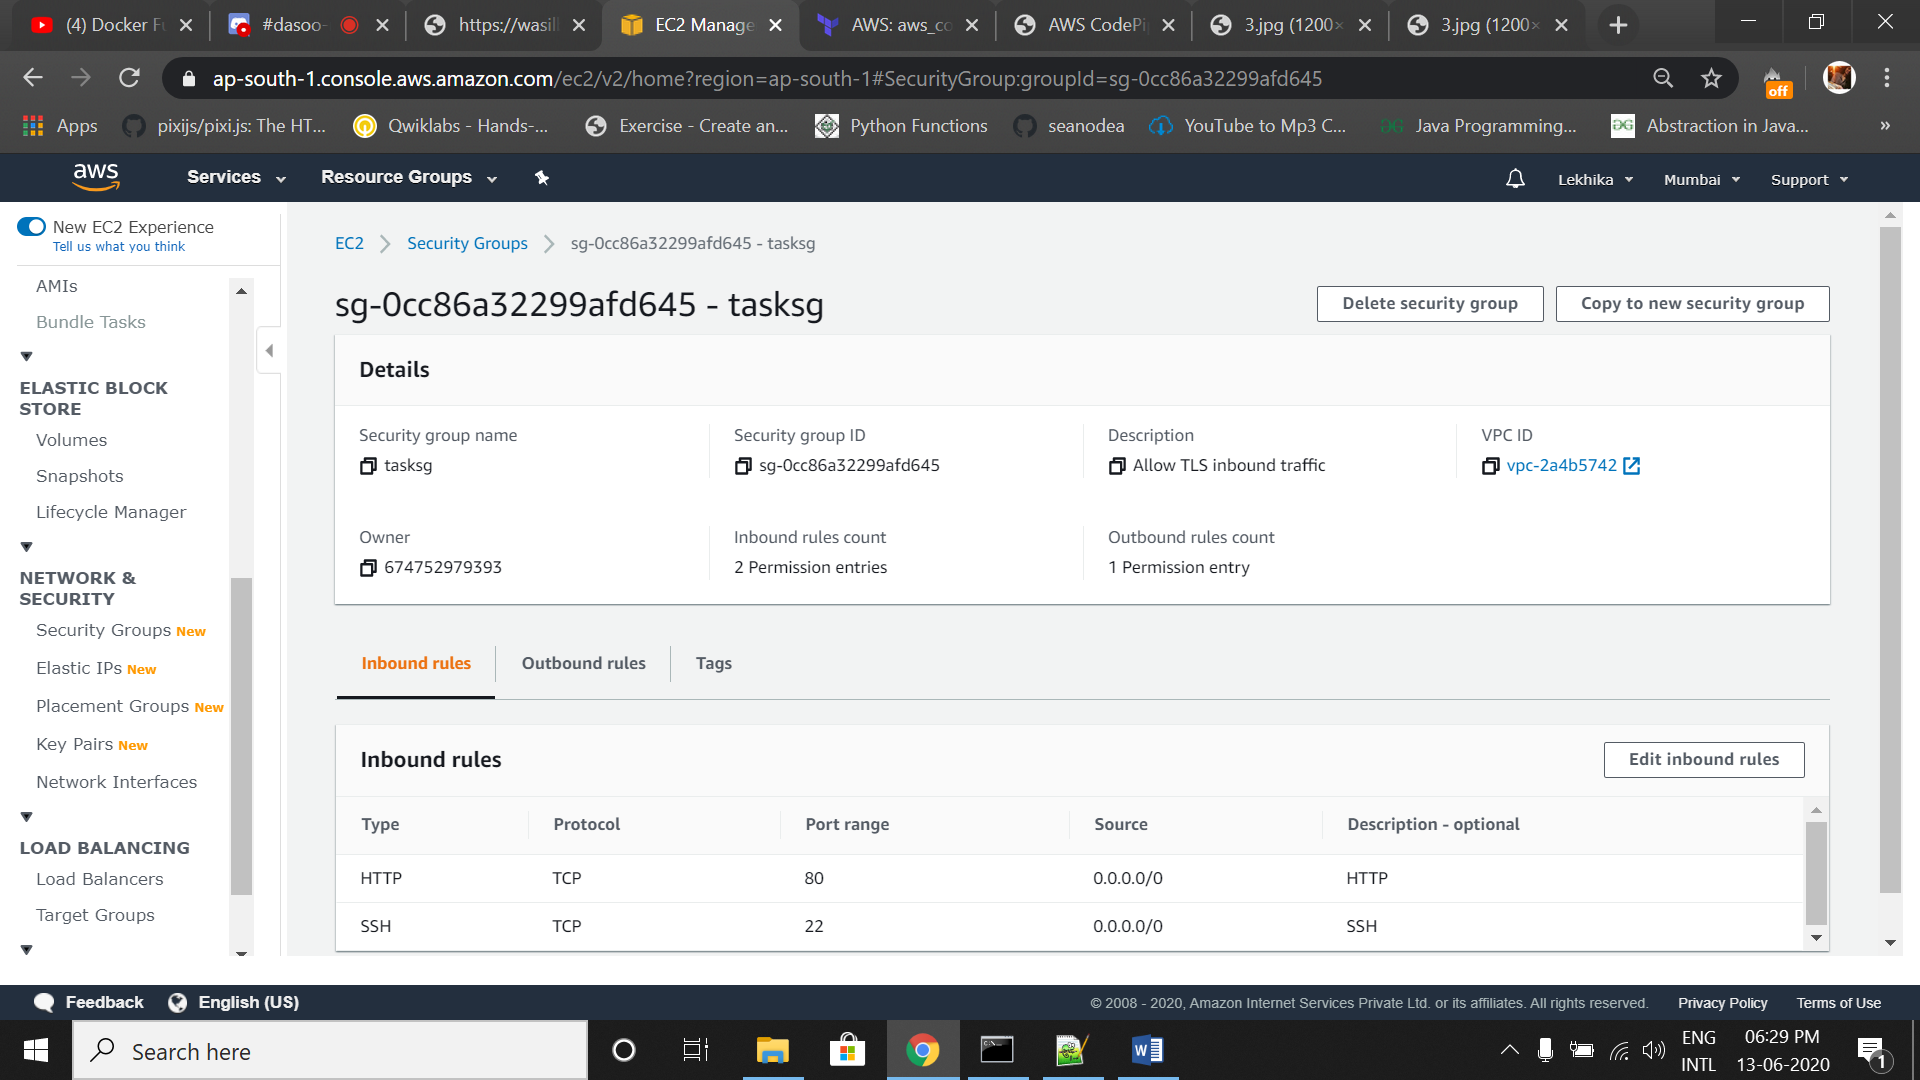 (4) Docker Fu
#dasoo-
https://wasill
EC2 Manage
AWS: aws_co
AWS CodePi
3.jpg (1200×
3.jpg (1200×
ap-south-1.console.aws.amazon.com/ec2/v2/home?region=ap-south-1#SecurityGroup:groupId=sg-0cc86a32299afd645
off
Apps
pixijs/pixi.js: The HT...
Qwiklabs - Hands-...
Exercise - Create an...
Python Functions
seanodea
YouTube to Mp3 C...
Java Programming...
Abstraction in Java...
»
aws
Services
Resource Groups
Lekhika
Mumbai
Support
New EC2 Experience
Tell us what you think
AMIs
Bundle Tasks
ELASTIC BLOCK
STORE
Volumes
Snapshots
Lifecycle Manager
NETWORK &
SECURITY
Security Groups New
Elastic IPs New
Placement Groups New
Key Pairs New
Network Interfaces
LOAD BALANCING
Load Balancers
Target Groups
EC2 > Security Groups > sg-0cc86a32299afd645 - tasksg
sg-0cc86a32299afd645 - tasksg
Delete security group
Copy to new security group
Details
Security group name
tasksg
Security group ID
sg-0cc86a32299afd645
Description
Allow TLS inbound traffic
VPC ID
vpc-2a4b5742
Owner
674752979393
Inbound rules count
2 Permission entries
Outbound rules count
1 Permission entry
Inbound rules
Outbound rules
Tags
Inbound rules
Edit inbound rules
Type Protocol Port range Source Description - optional
HTTP TCP 80 0.0.0.0/0 HTTP
SSH TCP 22 0.0.0.0/0 SSH
Feedback
English (US)
© 2008 - 2020, Amazon Internet Services Private Ltd. or its affiliates. All rights reserved.
Privacy Policy
Terms of Use
Search here
ENG
INTL
06:29 PM
13-06-2020
1